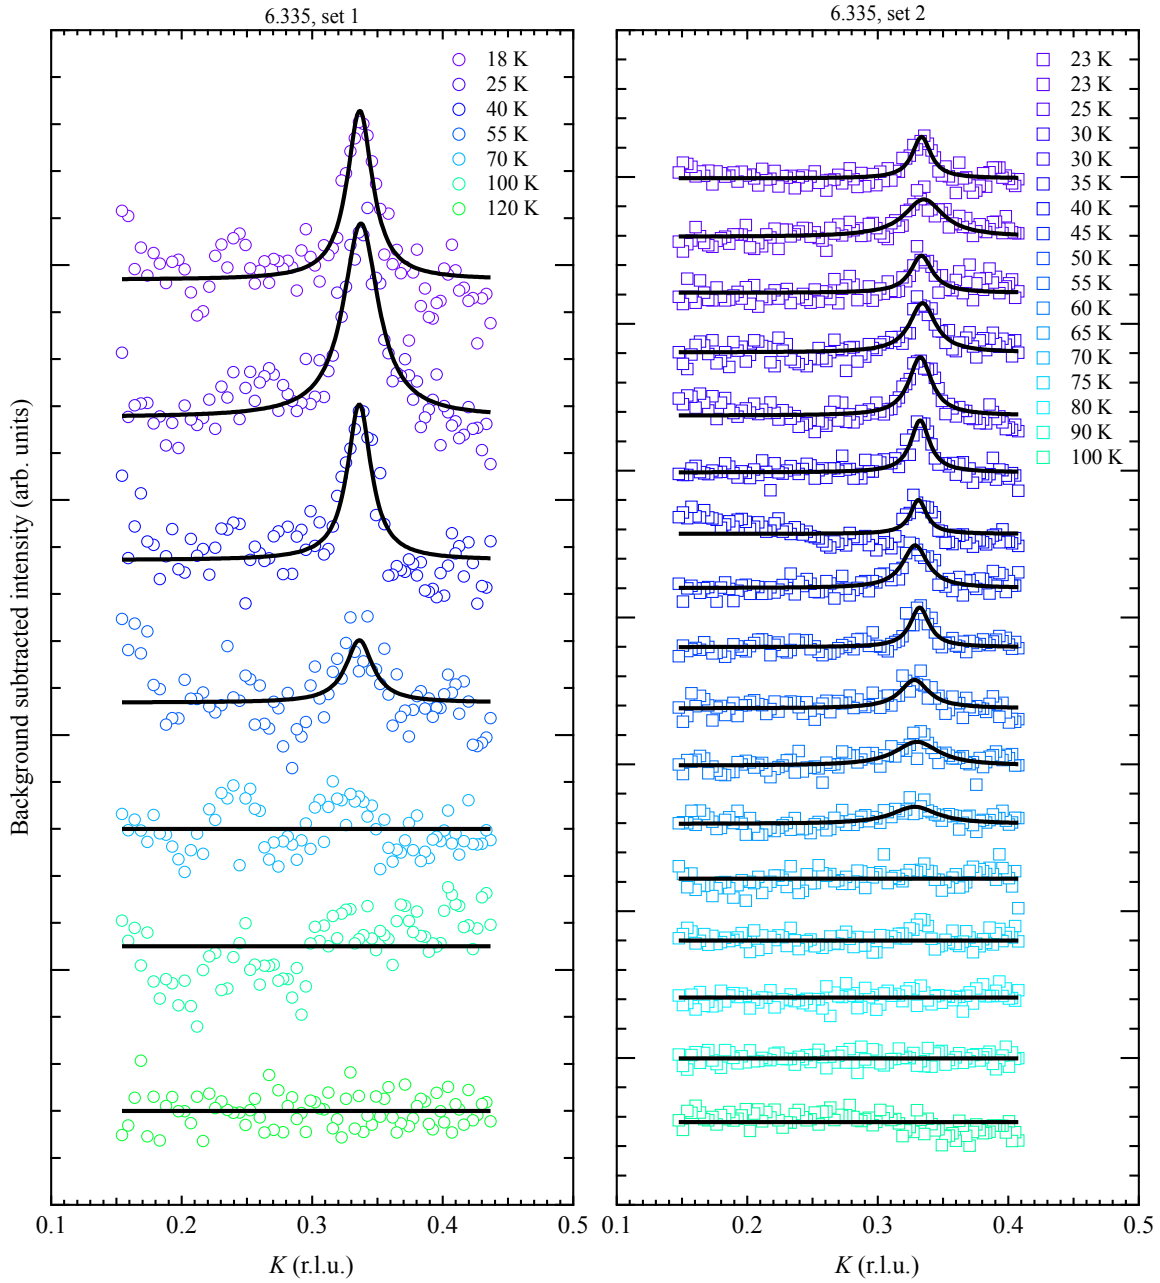 6.335, set 1
18 K
25 K
40 K
55 K
70 K
100 K
120 K
Background subtracted intensity (arb. units)
0.1 0.2 0.3 0.4 0.5
K (r.l.u.)
6.335, set 2
23 K
23 K
25 K
30 K
30 K
35 K
40 K
45 K
50 K
55 K
60 K
65 K
70 K
75 K
80 K
90 K
100 K
0.1 0.2 0.3 0.4 0.5
K (r.l.u.)